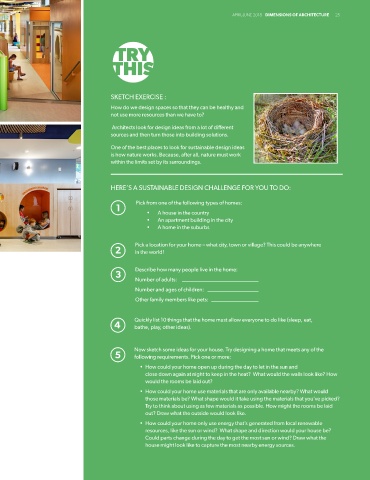 APRIL/JUNE 2015 DIMENSIONS OF ARCHITECTURE 23
TRY
THIS
SKETCH EXERCISE :
How do we design spaces so that they can be healthy and
not use more resources than we have to?
Architects look for design ideas from a lot of different
sources and then turn those into building solutions.
One of the best places to look for sustainable design ideas
is how nature works. Because, after all, nature must work
within the limits set by its surroundings.
HERE'S A SUSTAINABLE DESIGN CHALLENGE FOR YOU TO DO:
1
Pick from one of the following types of homes:
• A house in the country
• An apartment building in the city
• A home in the suburbs
2
Pick a location for your home – what city, town or village? This could be anywhere
in the world!
3
Describe how many people live in the home:
Number of adults:
Number and ages of children:
Other family members like pets:
4
Quickly list 10 things that the home must allow everyone to do like (sleep, eat,
bathe, play, other ideas).
5
Now sketch some ideas for your house. Try designing a home that meets any of the
following requirements. Pick one or more:
• How could your home open up during the day to let in the sun and
close down again at night to keep in the heat? What would the walls look like? How
would the rooms be laid out?
• How could your home use materials that are only available nearby? What would
those materials be? What shape would it take using the materials that you've picked?
Try to think about using as few materials as possible. How might the rooms be laid
out? Draw what the outside would look like.
• How could your home only use energy that's generated from local renewable
resources, like the sun or wind? What shape and direction would your house be?
Could parts change during the day to get the most sun or wind? Draw what the
house might look like to capture the most nearby energy sources.